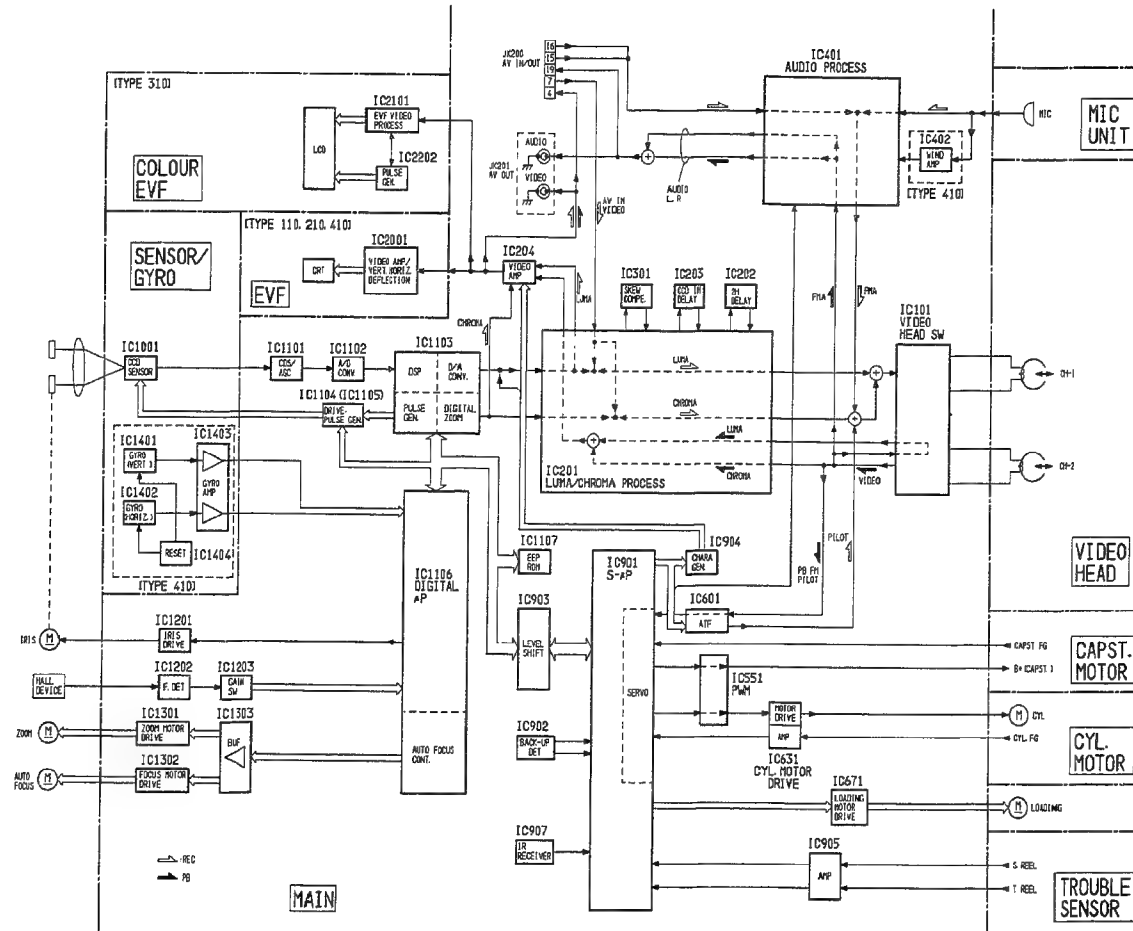 (TYPE 310)
COLOUR
EVF
LCD
IC2101
EVF VIDEO
PROCESS
IC2202
PULSE
GEN.
JK200
AV IN/OUT
16
15
19
7
4
AUDIO
VIDEO
JK201
AV OUT
IC401
AUDIO PROCESS
AUDIO
L, R
AV IN
VIDEO
IC402
WIND
AMP
(TYPE 410)
MIC
MIC
UNIT
SENSOR/
GYRO
(TYPE 110, 210, 410)
IC2001
CRT
VIDEO AMP/
VERT. HORIZ.
DEFLECTION
EVF
IC204
VIDEO
AMP
LUMA
CHROMA
IC301
SKEW
COMPE.
IC203
CCD 1H
DELAY
IC202
2H
DELAY
FMA
FMA
IC101
VIDEO
HEAD SW
CH-1
CH-2
IC1001
CCD
SENSOR
IC1101
CDS/
AGC
IC1102
A/D
CONV.
IC1103
DSP
D/A
CONV.
PULSE
GEN.
DIGITAL
ZOOM
IC1104 (IC1105)
DRIVE-
PULSE GEN.
LUMA
CHROMA
LUMA
CHROMA
IC201
LUMA/CHROMA PROCESS
VIDEO
IC1401
GYRO
(VERT.)
IC1403
GYRO
AMP
IC1402
GYRO
(HORIZ.)
RESET
IC1404
(TYPE 410)
IC1106
DIGITAL
μP
AUTO FOCUS
CONT.
IC1107
EEP
ROM
IC903
LEVEL
SHIFT
IC901
S-μP
SERVO
IC904
CHARA
GEN.
IC601
ATF
PB FM
PILOT
PILOT
VIDEO
HEAD
IRIS
M
IC1201
IRIS
DRIVE
HALL
DEVICE
IC1202
IF. DET
IC1203
GAIN
SW
ZOOM
M
IC1301
ZOOM MOTOR
DRIVE
IC1303
BUF
AUTO
FOCUS
M
IC1302
FOCUS MOTOR
DRIVE
CAPST FG
B+(CAPST.)
CAPST.
MOTOR
IC551
PWM
MOTOR
DRIVE
AMP
IC631
CYL. MOTOR
DRIVE
M
CYL
CYL. FG
CYL.
MOTOR
IC902
BACK-UP
DET
IC671
LOADING
MOTOR
DRIVE
M
LOADING
IC907
IR
RECEIVER
IC905
AMP
S REEL
T REEL
TROUBLE
SENSOR
REC
PB
MAIN